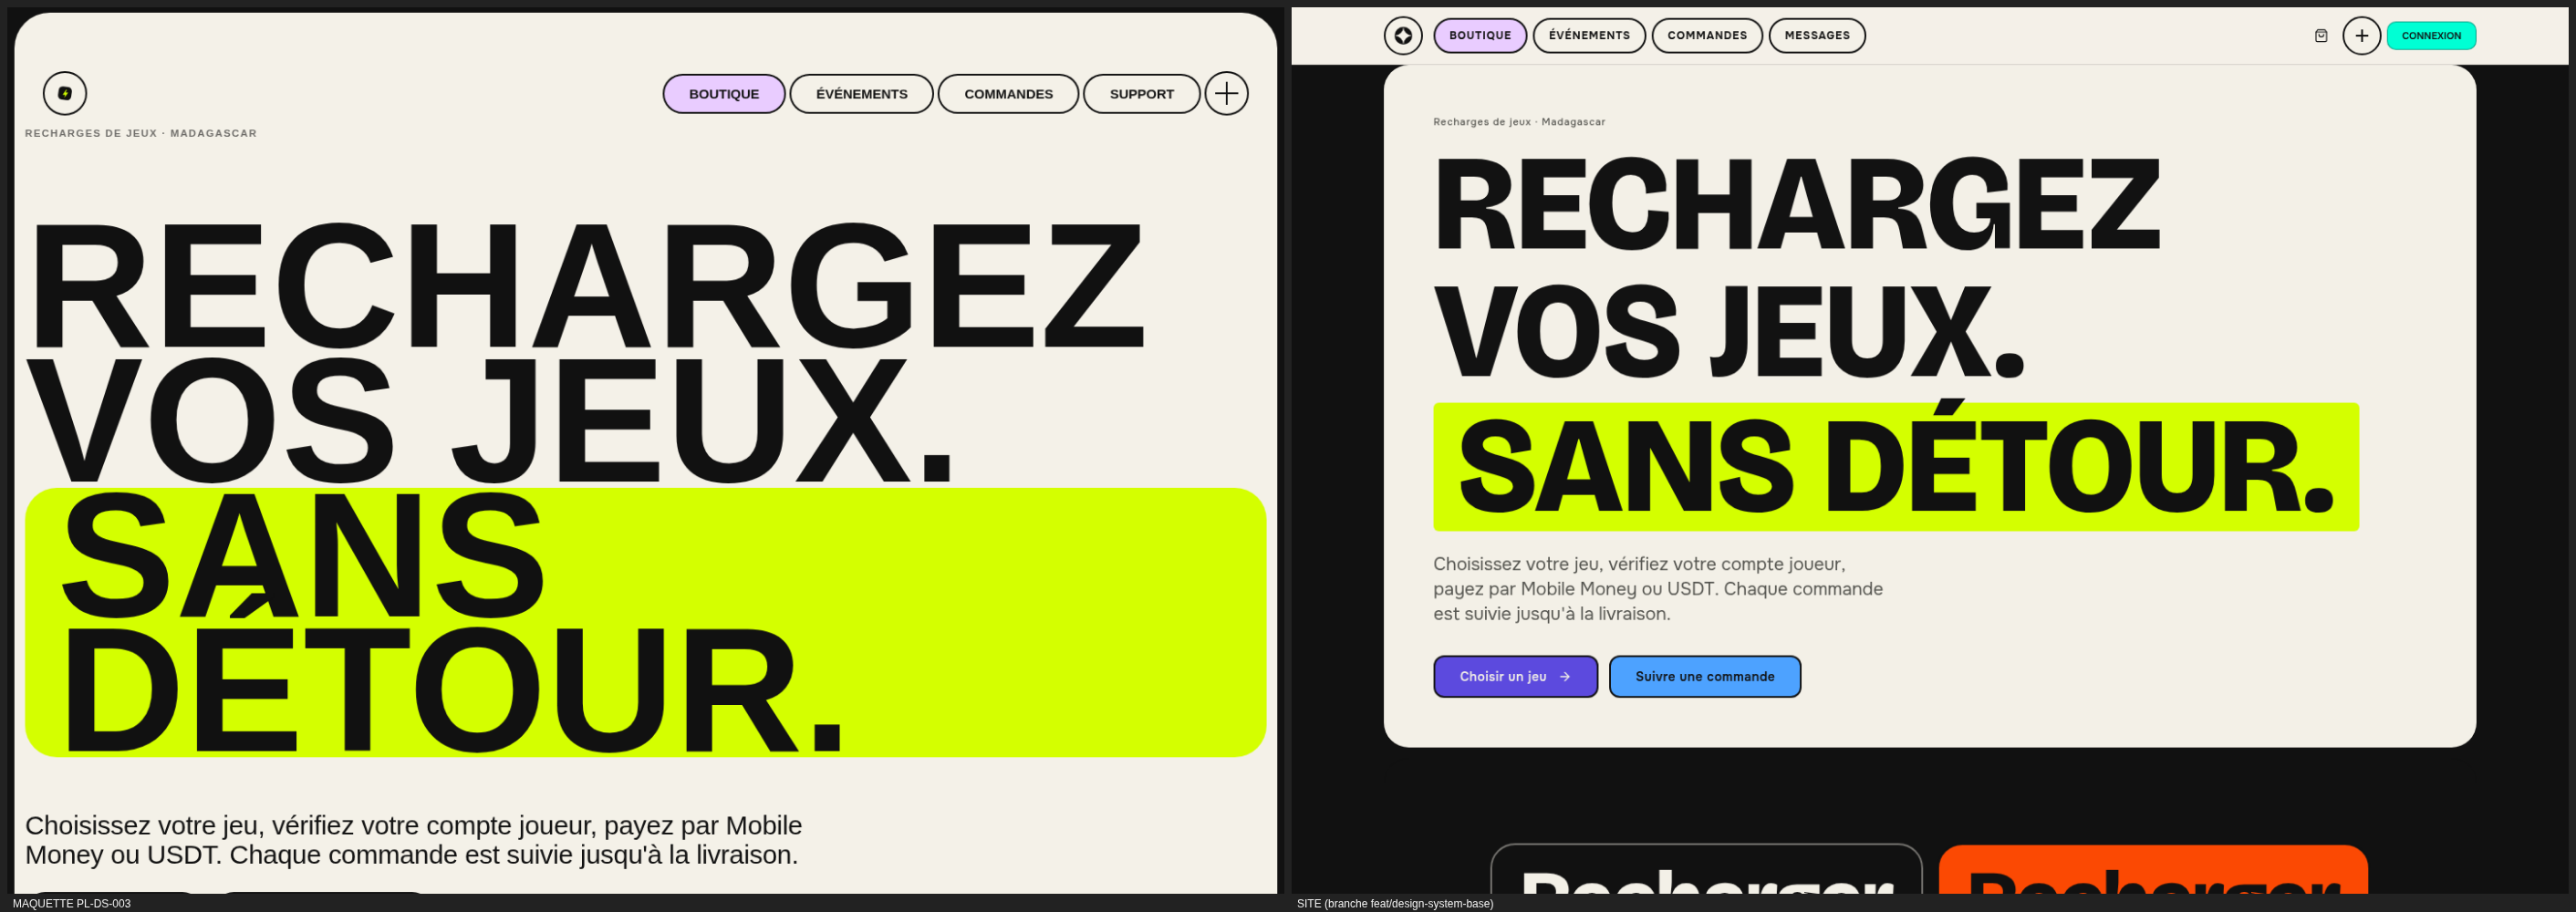 BOUTIQUE
ÉVÉNEMENTS
COMMANDES
SUPPORT
RECHARGES DE JEUX · MADAGASCAR
RECHARGEZ
VOS JEUX.
SANS
DÉTOUR.
Choisissez votre jeu, vérifiez votre compte joueur, payez par Mobile
Money ou USDT. Chaque commande est suivie jusqu'à la livraison.
MAQUETTE PL-DS-003
BOUTIQUE
ÉVÉNEMENTS
COMMANDES
MESSAGES
CONNEXION
Recharges de jeux · Madagascar
RECHARGEZ
VOS JEUX.
SANS DÉTOUR.
Choisissez votre jeu, vérifiez votre compte joueur,
payez par Mobile Money ou USDT. Chaque commande
est suivie jusqu'à la livraison.
Choisir un jeu →
Suivre une commande
Recharger
Recharger
SITE (branche feat/design-system-base)